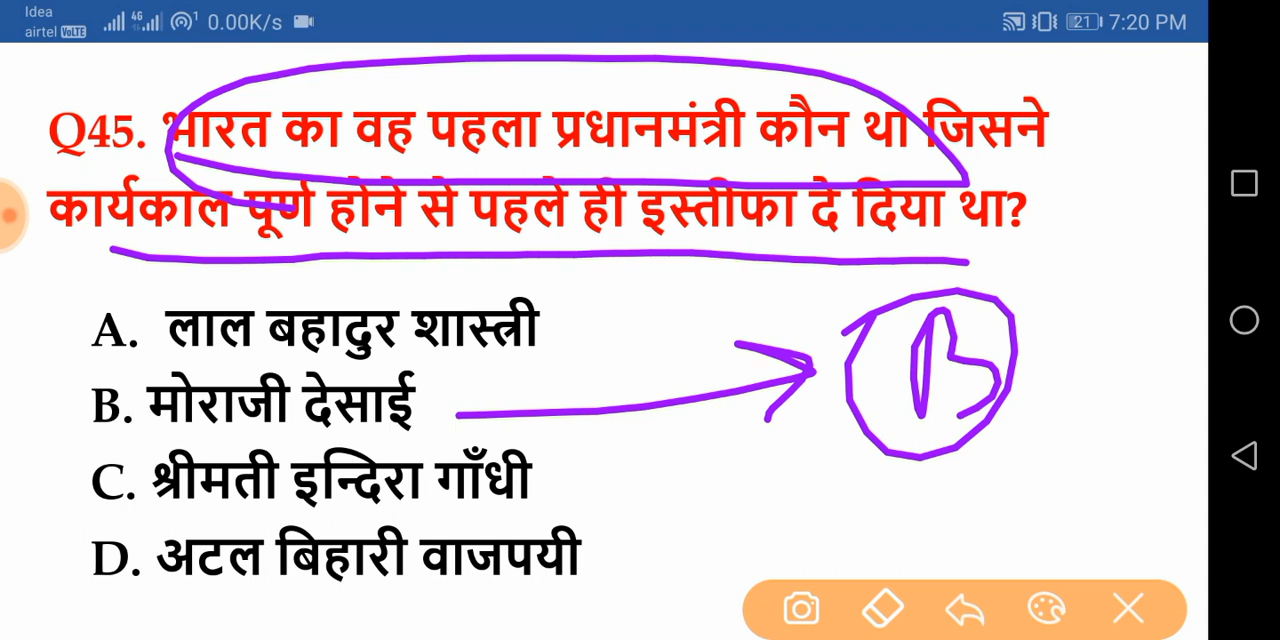 Idea
airtel VoLTE 4G 1 0.00K/s 21 7:20 PM
Q45. भारत का वह पहला प्रधानमंत्री कौन था जिसने
कार्यकाल पूर्ण होने से पहले ही इस्तीफा दे दिया था?
A. लाल बहादुर शास्त्री
B. मोराजी देसाई
B
C. श्रीमती इन्दिरा गाँधी
D. अटल बिहारी वाजपयी